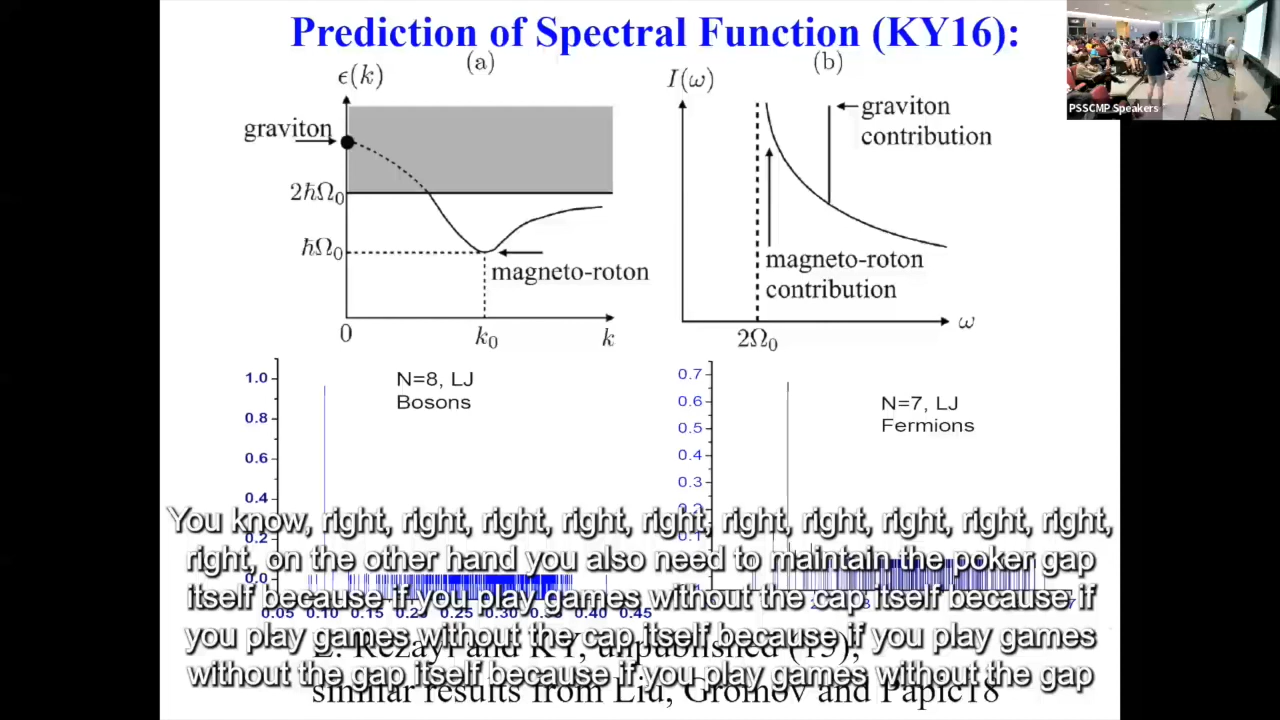 Prediction of Spectral Function (KY16):
PSSCMP Speakers
(a)
ϵ(k)
graviton
2ħΩ₀
ħΩ₀
magneto-roton
0
k₀
k
(b)
I(ω)
graviton
contribution
magneto-roton
contribution
2Ω₀
ω
N=8, LJ
Bosons
1.0
0.8
0.6
0.4
0.2
0.0
0.05 0.10 0.15 0.20 0.25 0.30 0.35 0.40 0.45
N=7, LJ
Fermions
0.7
0.6
0.5
0.4
0.3
0.2
0.1
You know, right, right, right, right, right, right, right, right, right, right,
right, on the other hand you also need to maintain the poker gap
itself because if you play games without the cap itself because if
you play games without the cap itself because if you play games
without the gap itself because if you play games without the gap
Rezayi and KY, unpublished
similar results from Liu, Gromov and Papic18